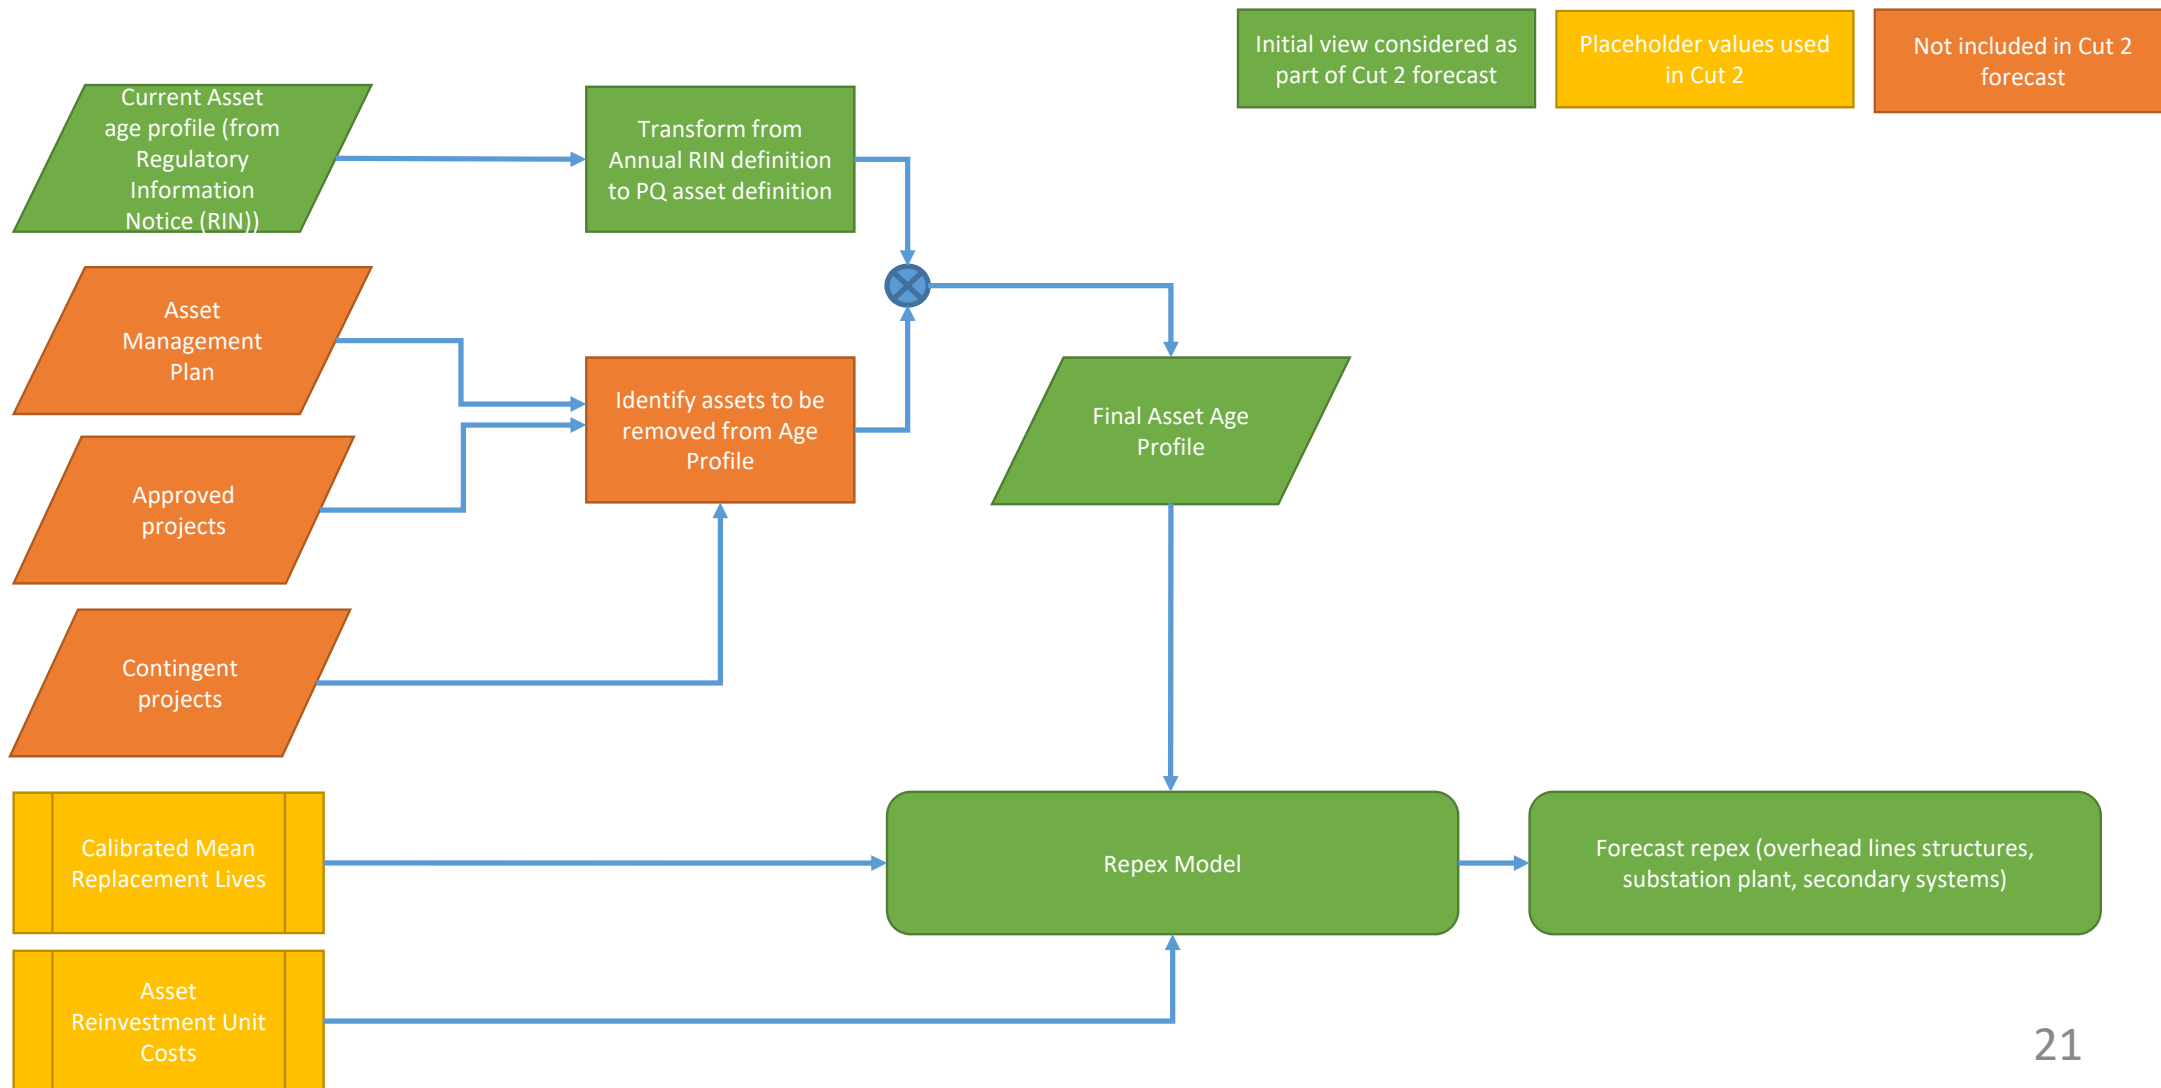 Initial view considered as
part of Cut 2 forecast
Placeholder values used
in Cut 2
Not included in Cut 2
forecast
Current Asset
age profile (from
Regulatory
Information
Notice (RIN))
Transform from
Annual RIN definition
to PQ asset definition
Asset
Management
Plan
Identify assets to be
removed from Age
Profile
Final Asset Age
Profile
Approved
projects
Contingent
projects
Calibrated Mean
Replacement Lives
Repex Model
Forecast repex (overhead lines structures,
substation plant, secondary systems)
Asset
Reinvestment Unit
Costs
21